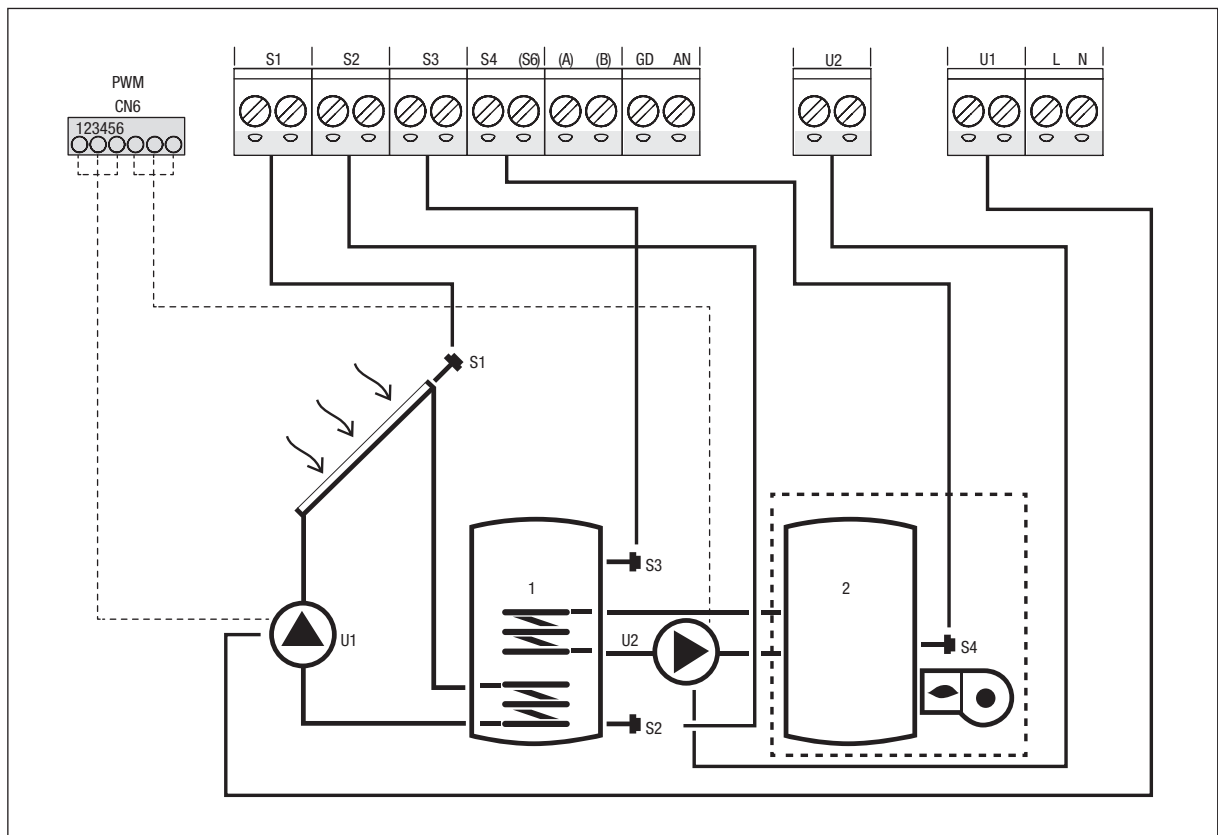 S1 S2 S3 S4 (S6) (A) (B) GD AN U2 U1 L N
PWM
CN6
123456
S1
S3
1
2
U2
U1
S4
S2